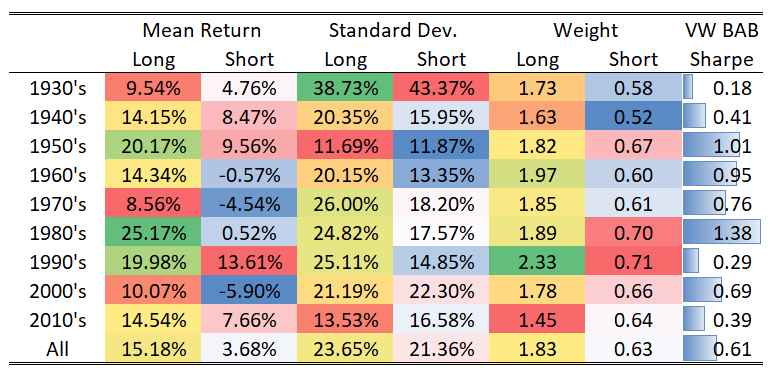 Mean Return Standard Dev. Weight VW BAB
Long Short Long Short Long Short Sharpe
1930's 9.54% 4.76% 38.73% 43.37% 1.73 0.58 0.18
1940's 14.15% 8.47% 20.35% 15.95% 1.63 0.52 0.41
1950's 20.17% 9.56% 11.69% 11.87% 1.82 0.67 1.01
1960's 14.34% -0.57% 20.15% 13.35% 1.97 0.60 0.95
1970's 8.56% -4.54% 26.00% 18.20% 1.85 0.61 0.76
1980's 25.17% 0.52% 24.82% 17.57% 1.89 0.70 1.38
1990's 19.98% 13.61% 25.11% 14.85% 2.33 0.71 0.29
2000's 10.07% -5.90% 21.19% 22.30% 1.78 0.66 0.69
2010's 14.54% 7.66% 13.53% 16.58% 1.45 0.64 0.39
All 15.18% 3.68% 23.65% 21.36% 1.83 0.63 0.61